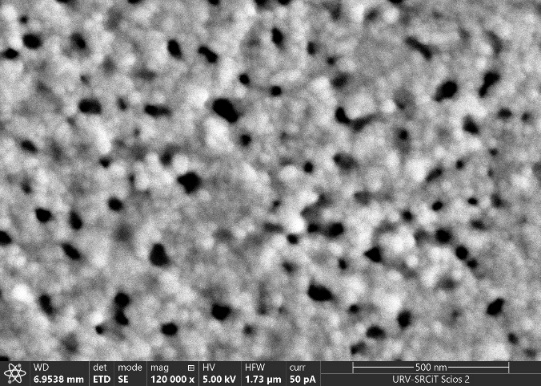 WD det mode mag HV HFW curr 500 nm
6.9538 mm ETD SE 120 000 x 5.00 kV 1.73 µm 50 pA URV-SRCiT Scios 2